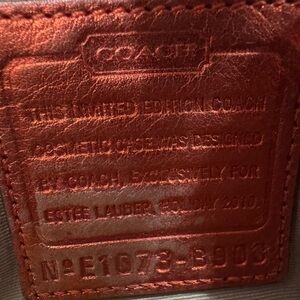 COACH
THIS LIMITED EDITION COACH
COSMETIC CASE WAS DESIGNED
BY COACH, EXCLUSIVELY FOR
ESTEE LAUDER, HOLIDAY 2010.
Nº E1073-B903